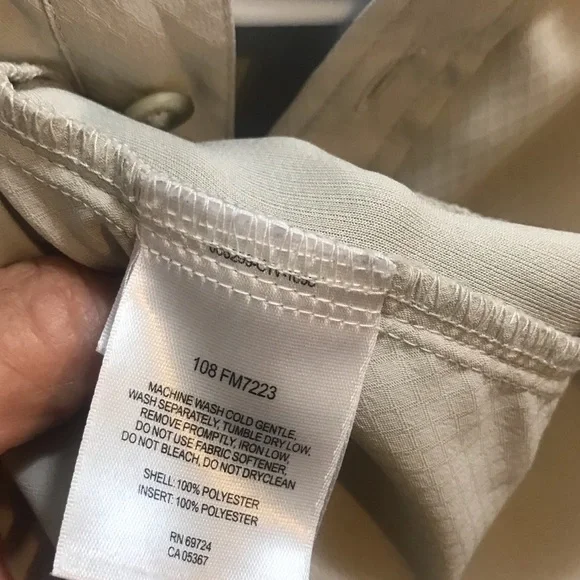 108 FM7223
MACHINE WASH COLD GENTLE.
WASH SEPARATELY, TUMBLE DRY LOW.
REMOVE PROMPTLY, IRON LOW.
DO NOT USE FABRIC SOFTENER.
DO NOT BLEACH, DO NOT DRYCLEAN
SHELL: 100% POLYESTER
INSERT: 100% POLYESTER
RN 69724
CA 05367